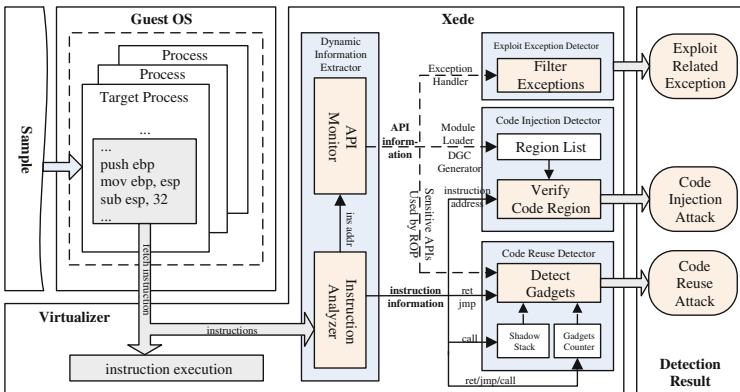 Guest OS
Xede
Sample
Process
Process
Target Process
...
...
push ebp
mov ebp, esp
sub esp, 32
...
fetch instruction
Virtualizer
instructions
instruction execution
Dynamic
Information
Extractor
API
Monitor
ins addr
Instruction
Analyzer
API
inform-
ation
instruction
information
Exception
Handler
Module
Loader
DGC
Generator
Sensitive APIs
Used by ROP
instruction
address
ret
jmp
call
ret/jmp/call
Exploit Exception Detector
Filter
Exceptions
Code Injection Detector
Region List
Verify
Code Region
Code Reuse Detector
Detect
Gadgets
Shadow
Stack
Gadgets
Counter
Exploit
Related
Exception
Code
Injection
Attack
Code
Reuse
Attack
Detection
Result